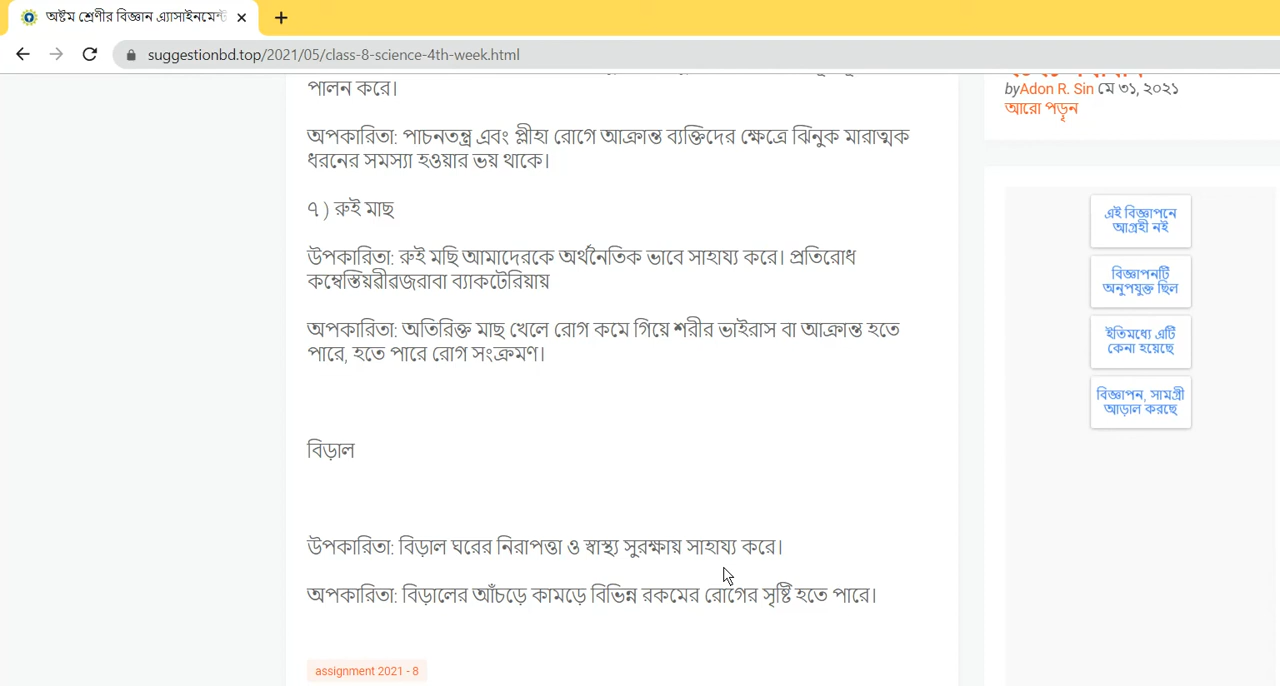 অষ্টম শ্রেণীর বিজ্ঞান এ্যাসাইনমেন্ট
suggestionbd.top/2021/05/class-8-science-4th-week.html
পালন করে।
অপকারিতা: পাচনতন্ত্র এবং প্লীহা রোগে আক্রান্ত ব্যক্তিদের ক্ষেত্রে ঝিনুক মারাত্মক
ধরনের সমস্যা হওয়ার ভয় থাকে।
৭ ) রুই মাছ
উপকারিতা: রুই মছি আমাদেরকে অর্থনৈতিক ভাবে সাহায্য করে। প্রতিরোধ
ব্যাকটেরিয়ায়
অপকারিতা: অতিরিক্ত মাছ খেলে রোগ কমে গিয়ে শরীর ভাইরাস বা আক্রান্ত হতে
পারে, হতে পারে রোগ সংক্রমণ।
বিড়াল
উপকারিতা: বিড়াল ঘরের নিরাপত্তা ও স্বাস্থ্য সুরক্ষায় সাহায্য করে।
অপকারিতা: বিড়ালের আঁচড়ে কামড়ে বিভিন্ন রকমের রোগের সৃষ্টি হতে পারে।
assignment 2021 - 8
byAdon R. Sin মে ৩১, ২০২১
আরো পড়ুন
এই বিজ্ঞাপনে
আগ্রহী নই
বিজ্ঞাপনটি
অনুপযুক্ত ছিল
ইতিমধ্যে এটি
কেনা হয়েছে
বিজ্ঞাপন, সামগ্রী
আড়াল করছে